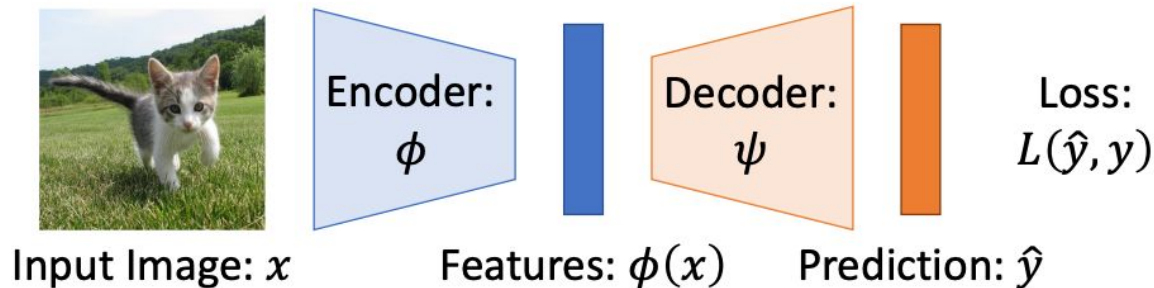 Encoder:
ϕ
Decoder:
ψ
Loss:
L(ŷ, y)
Input Image: x
Features: ϕ(x)
Prediction: ŷ